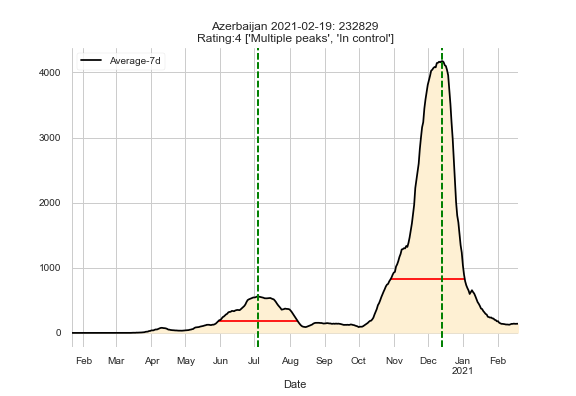 Azerbaijan 2021-02-19: 232829
Rating:4 ['Multiple peaks', 'In control']
Average-7d
4000
3000
2000
1000
0
Feb Mar Apr May Jun Jul Aug Sep Oct Nov Dec Jan Feb
2021
Date